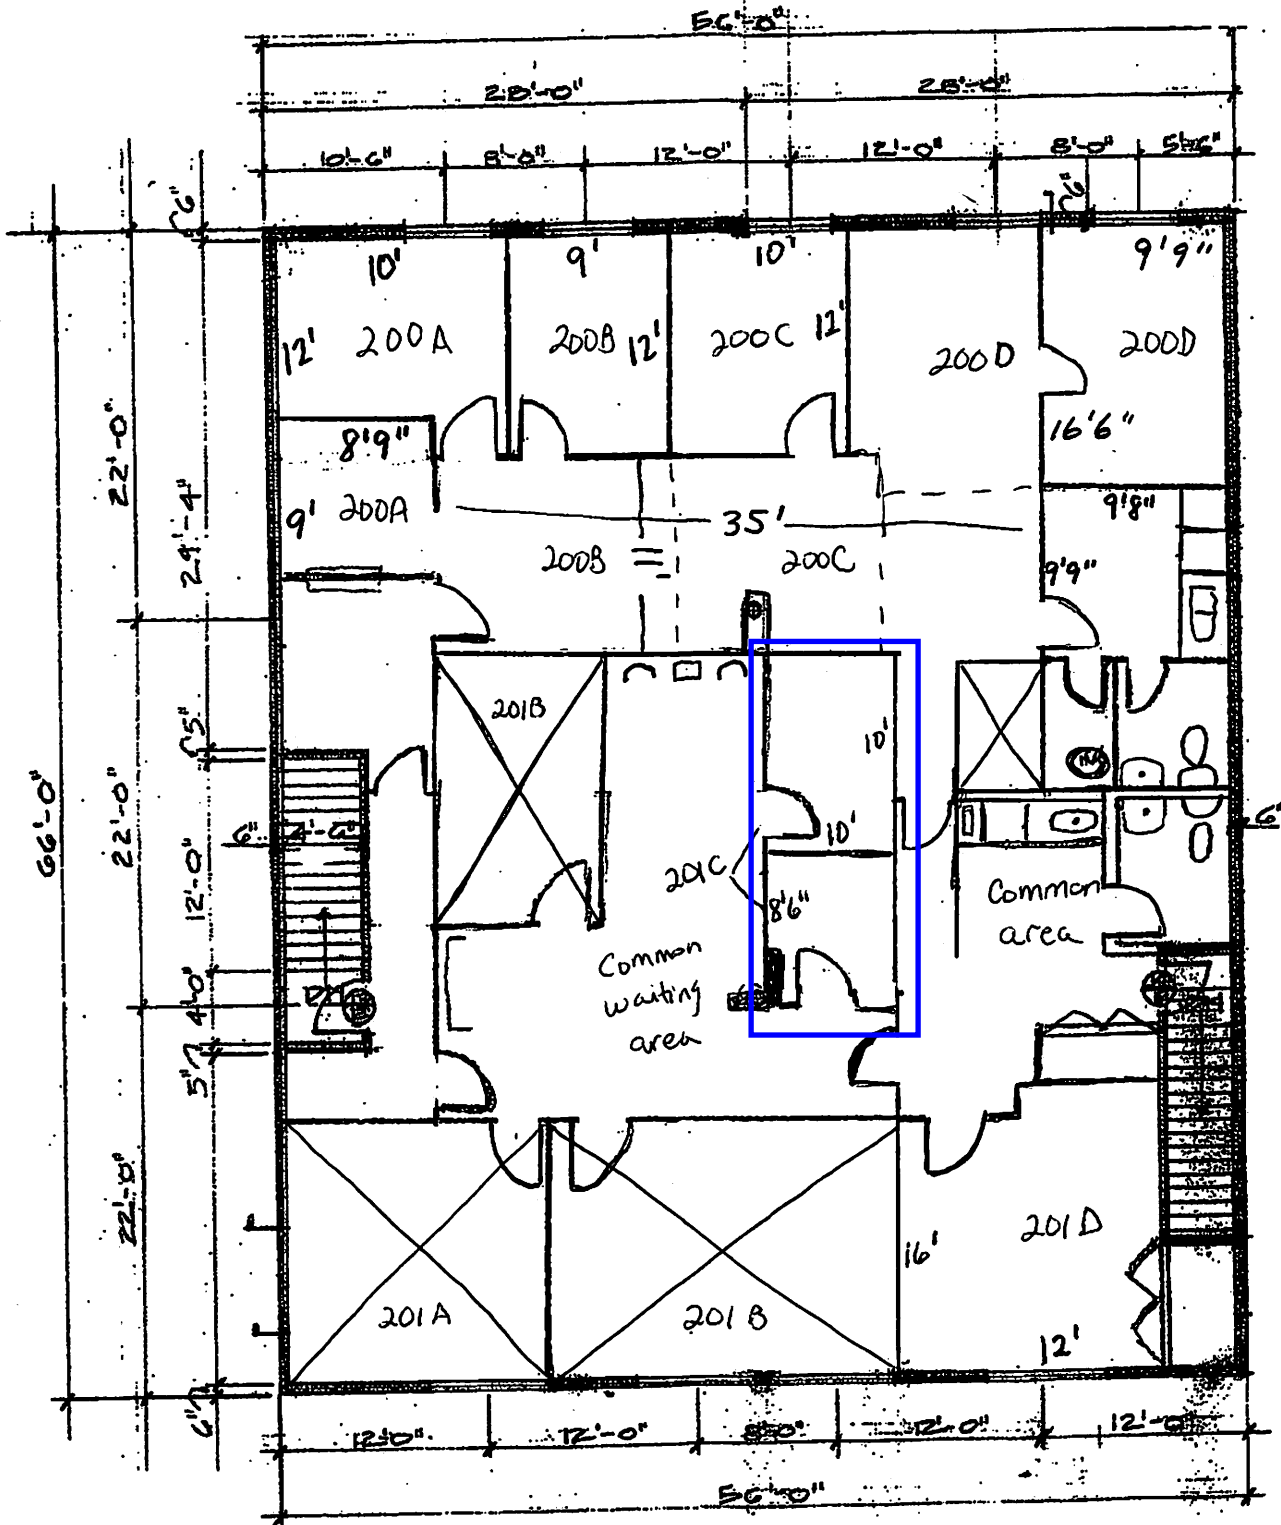 56'-0"
28'-0" 28'-0"
10'-6" 8'-0" 12'-0" 12'-0" 8'-0" 5'-6"
6" 6"
10' 9' 10' 9'9"
12' 200A 200B 12' 200C 12' 200D 200D
22'-0" 8'9" 16'6"
24'-4" 9' 200A 35' 9'8"
200B 200C 9'9"
5" 201B 10'
66'-0" 22'-0" 6" 4'-6" 10' 6"
12'-0" 201C 8'6" Common
area
Common
waiting
area
4'-0" DN
5"
22'-0" 16' 201D
201A 201B 12'
6"
12'-0" 12'-0" 8'-0" 12'-0" 12'-0"
56'-0"